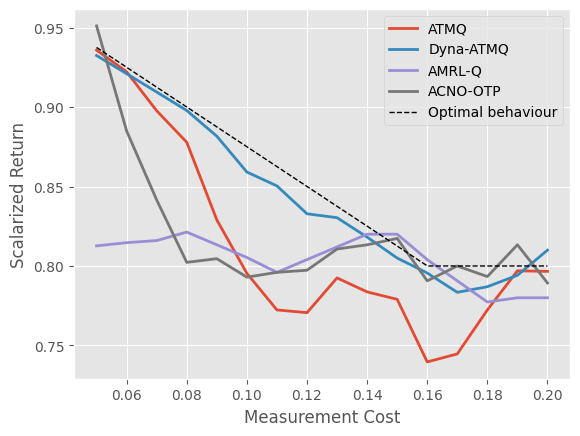 ATMQ
Dyna-ATMQ
AMRL-Q
ACNO-OTP
Optimal behaviour
Scalarized Return
0.95
0.90
0.85
0.80
0.75
0.06 0.08 0.10 0.12 0.14 0.16 0.18 0.20
Measurement Cost